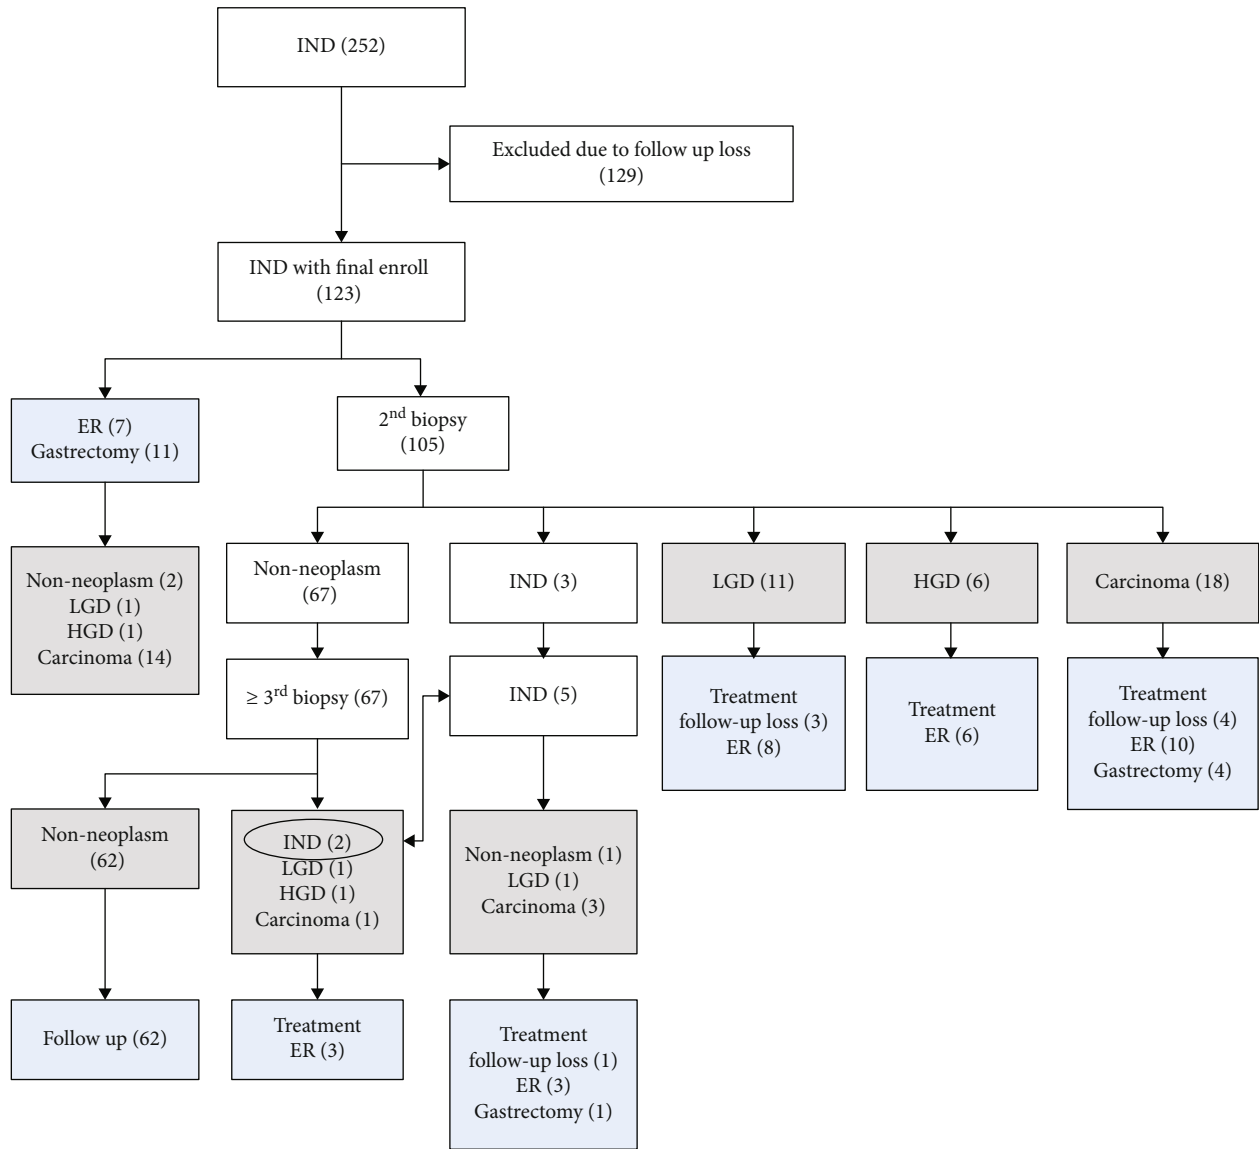 IND (252)
Excluded due to follow up loss
(129)
IND with final enroll
(123)
ER (7)
Gastrectomy (11)
2nd biopsy
(105)
Non-neoplasm (2)
LGD (1)
HGD (1)
Carcinoma (14)
Non-neoplasm
(67)
IND (3)
LGD (11)
HGD (6)
Carcinoma (18)
≥ 3rd biopsy (67)
IND (5)
Treatment
follow-up loss (3)
ER (8)
Treatment
ER (6)
Treatment
follow-up loss (4)
ER (10)
Gastrectomy (4)
Non-neoplasm
(62)
IND (2)
LGD (1)
HGD (1)
Carcinoma (1)
Non-neoplasm (1)
LGD (1)
Carcinoma (3)
Follow up (62)
Treatment
ER (3)
Treatment
follow-up loss (1)
ER (3)
Gastrectomy (1)